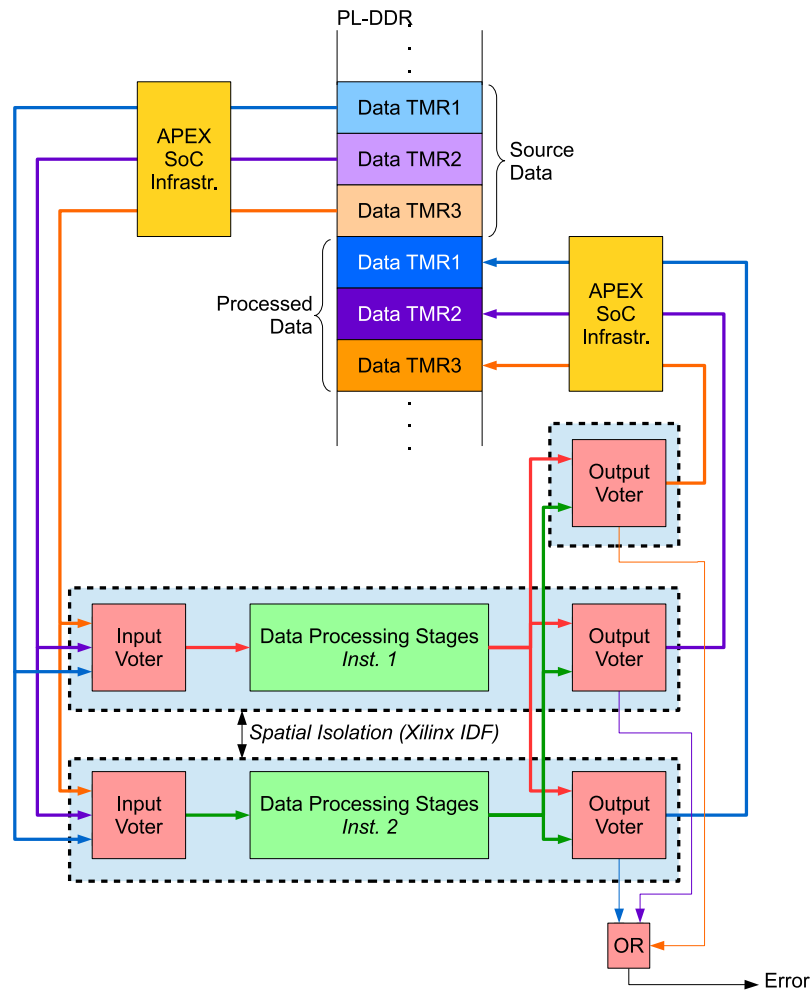 PL-DDR
APEX
SoC
Infrastr.
Data TMR1
Data TMR2
Data TMR3
Source
Data
Data TMR1
Data TMR2
Data TMR3
Processed
Data
APEX
SoC
Infrastr.
Output
Voter
Input
Voter
Data Processing Stages
Inst. 1
Output
Voter
Spatial Isolation (Xilinx IDF)
Input
Voter
Data Processing Stages
Inst. 2
Output
Voter
OR
Error